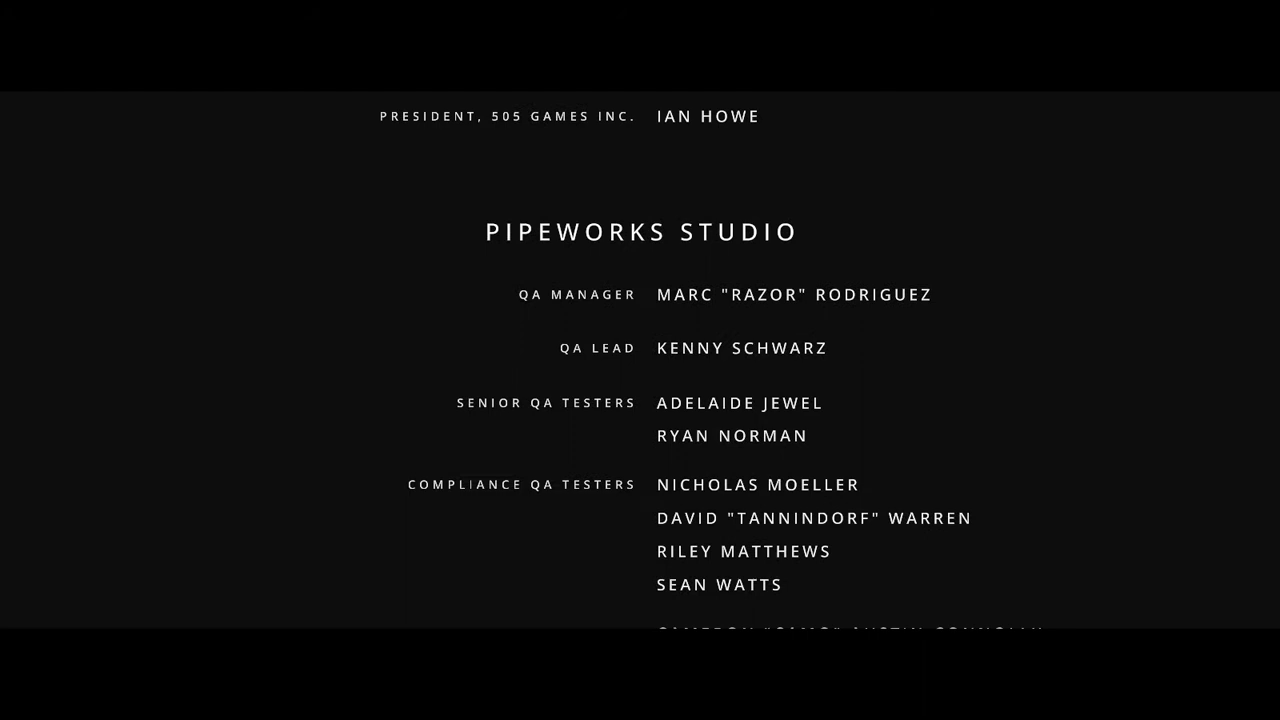 PRESIDENT, 505 GAMES INC. IAN HOWE
PIPEWORKS STUDIO
QA MANAGER MARC "RAZOR" RODRIGUEZ
QA LEAD KENNY SCHWARZ
SENIOR QA TESTERS ADELAIDE JEWEL
RYAN NORMAN
COMPLIANCE QA TESTERS NICHOLAS MOELLER
DAVID "TANNINDORF" WARREN
RILEY MATTHEWS
SEAN WATTS